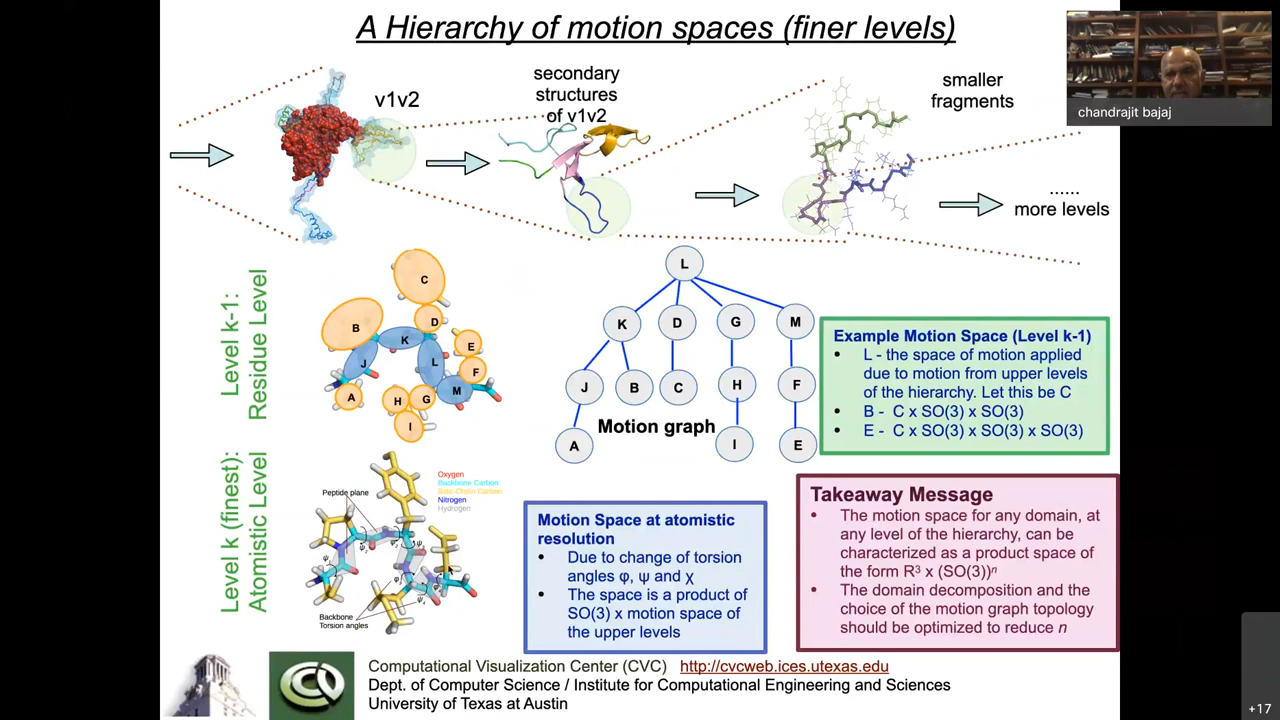 A Hierarchy of motion spaces (finer levels)
chandrajit bajaj
v1v2
secondary
structures
of v1v2
smaller
fragments
......
more levels
Level k-1:
Residue Level
C
B
D
K
E
J
L
F
M
A
H
G
I
L
K
D
G
M
J
B
C
H
F
A
I
E
Motion graph
Example Motion Space (Level k-1)
• L - the space of motion applied
due to motion from upper levels
of the hierarchy. Let this be C
• B - C x SO(3) x SO(3)
• E - C x SO(3) x SO(3) x SO(3)
Level k (finest):
Atomistic Level
Peptide plane
Oxygen
Backbone Carbon
Side-Chain Carbon
Nitrogen
Hydrogen
Backbone
Torsion angles
Motion Space at atomistic
resolution
• Due to change of torsion
angles φ, ψ and χ
• The space is a product of
SO(3) x motion space of
the upper levels
Takeaway Message
• The motion space for any domain, at
any level of the hierarchy, can be
characterized as a product space of
the form R³ x (SO(3))ⁿ
• The domain decomposition and the
choice of the motion graph topology
should be optimized to reduce n
Computational Visualization Center (CVC) http://cvcweb.ices.utexas.edu
Dept. of Computer Science / Institute for Computational Engineering and Sciences
University of Texas at Austin
+17